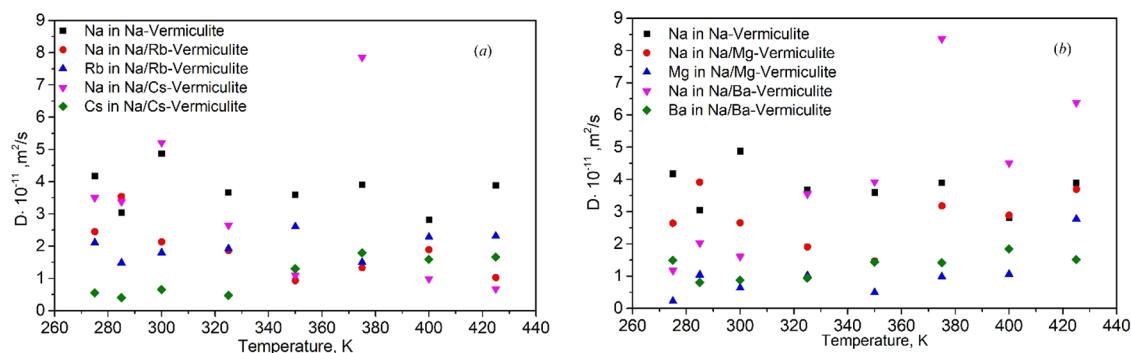 9
8
7
6
5
4
3
2
1
0
D· 10⁻¹¹ ,m²/s
Na in Na-Vermiculite
Na in Na/Rb-Vermiculite
Rb in Na/Rb-Vermiculite
Na in Na/Cs-Vermiculite
Cs in Na/Cs-Vermiculite
(a)
260 280 300 320 340 360 380 400 420 440
Temperature, K
9
8
7
6
5
4
3
2
1
0
D· 10⁻¹¹ ,m²/s
Na in Na-Vermiculite
Na in Na/Mg-Vermiculite
Mg in Na/Mg-Vermiculite
Na in Na/Ba-Vermiculite
Ba in Na/Ba-Vermiculite
(b)
260 280 300 320 340 360 380 400 420 440
Temperature, K